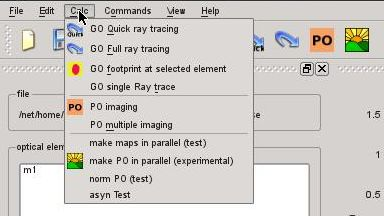 File Edit Calc Commands View Help
GO Quick ray tracing
GO Full ray tracing
GO footprint at selected element
GO single Ray trace
PO imaging
PO multiple imaging
make maps in parallel (test)
make PO in parallel (experimental)
norm PO (test)
asyn Test
PO
PO
file
/net/home/
1.5
optical elem
m1
1
0.5